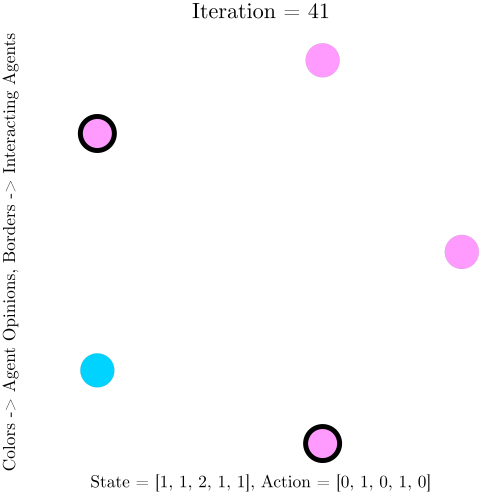 Iteration = 41
Colors -> Agent Opinions, Borders -> Interacting Agents
State = [1, 1, 2, 1, 1], Action = [0, 1, 0, 1, 0]